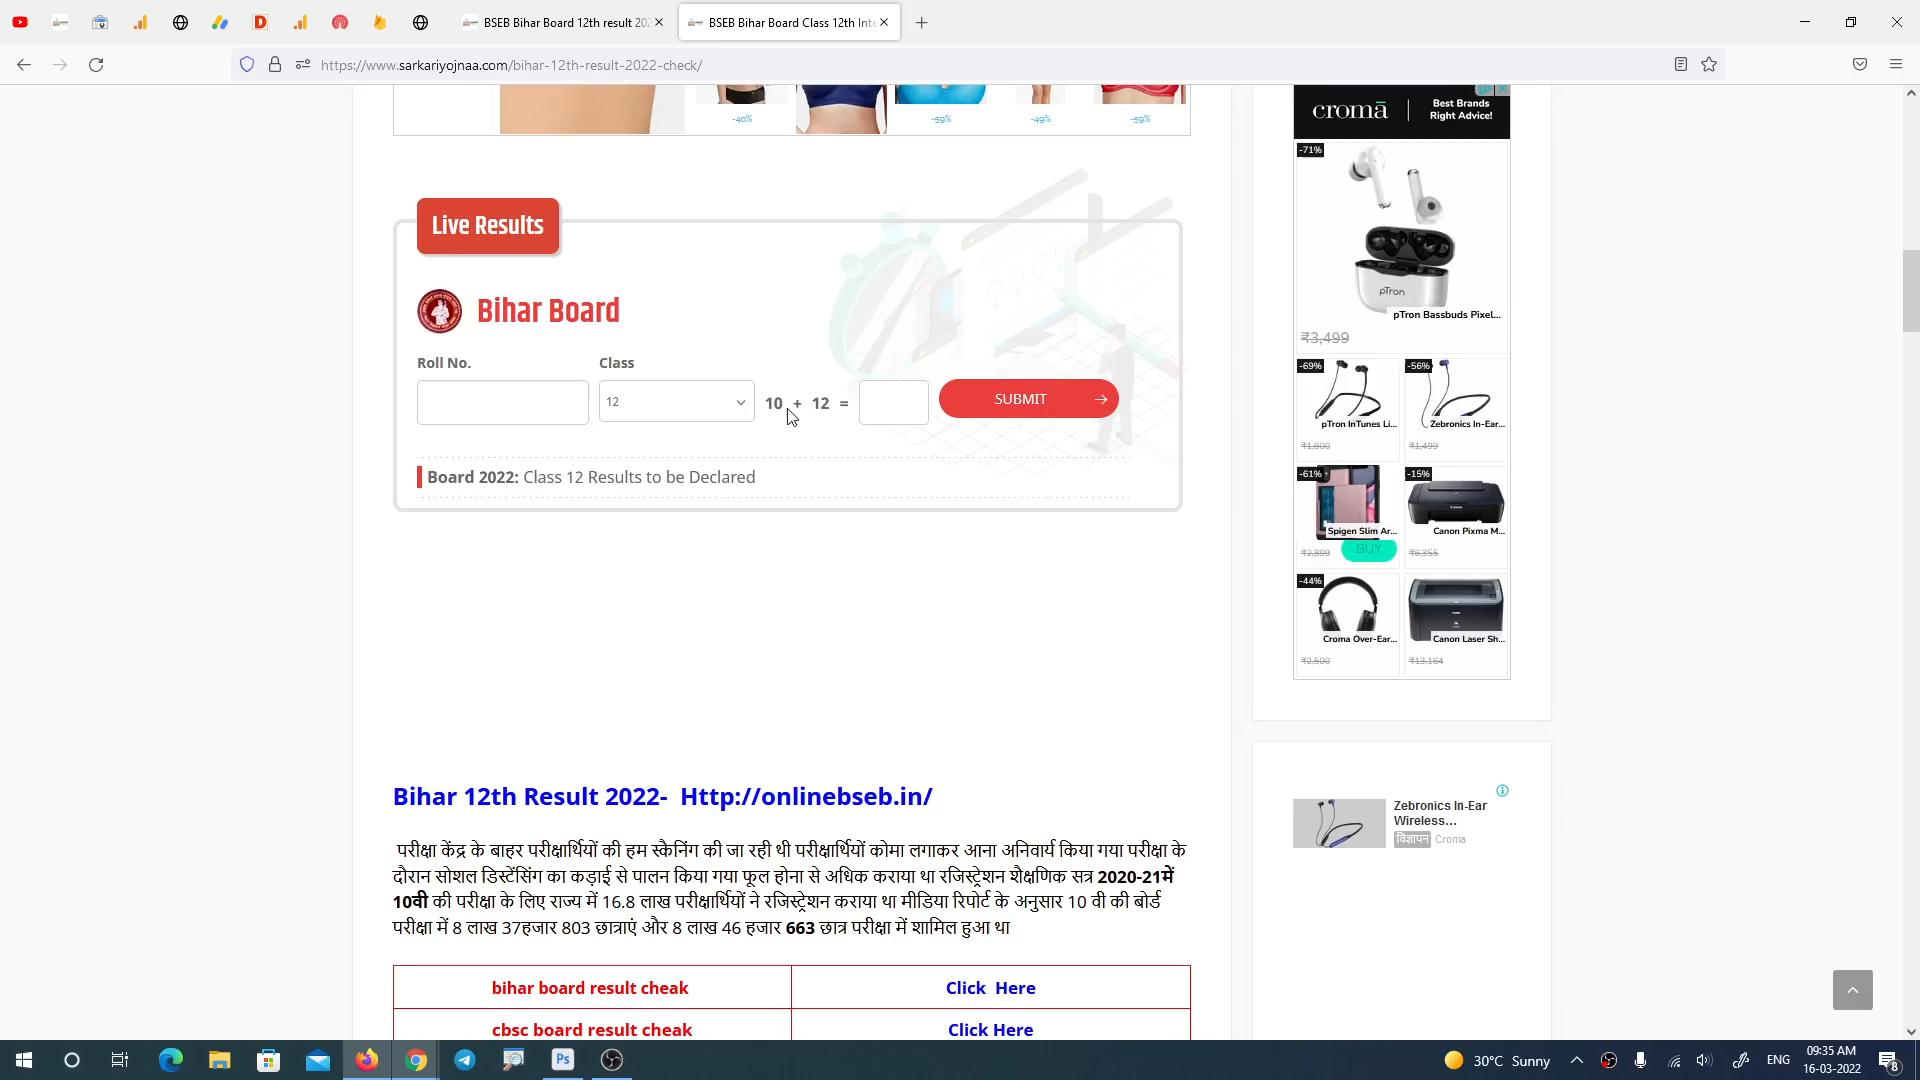 BSEB Bihar Board 12th result 202
BSEB Bihar Board Class 12th Inte
https://www.sarkariyojnaa.com/bihar-12th-result-2022-check/
-40%
-59%
-49%
-59%
Live Results
Bihar Board
Roll No.
Class
12
10 + 12 =
SUBMIT
Board 2022: Class 12 Results to be Declared
Bihar 12th Result 2022- Http://onlinebseb.in/
परीक्षा केंद्र के बाहर परीक्षार्थियों की हम स्कैनिंग की जा रही थी परीक्षार्थियों कोमा लगाकर आना अनिवार्य किया गया परीक्षा के
दौरान सोशल डिस्टेंसिंग का कड़ाई से पालन किया गया फूल होना से अधिक कराया था रजिस्ट्रेशन शैक्षणिक सत्र 2020-21में
10वी की परीक्षा के लिए राज्य में 16.8 लाख परीक्षार्थियों ने रजिस्ट्रेशन कराया था मीडिया रिपोर्ट के अनुसार 10 वी की बोर्ड
परीक्षा में 8 लाख 37हजार 803 छात्राएं और 8 लाख 46 हजार 663 छात्र परीक्षा में शामिल हुआ था
bihar board result cheak
Click Here
cbsc board result cheak
Click Here
croma
Best Brands
Right Advice!
-71%
pTron
pTron Bassbuds Pixel...
₹3,499
-69%
-56%
pTron InTunes Li...
Zebronics In-Ear...
₹1,800
₹1,499
-61%
-15%
Spigen Slim Ar...
Canon Pixma M...
₹2,899
BUY
₹6,355
-44%
Croma Over-Ear...
Canon Laser Sh...
₹2,500
₹13,164
Zebronics In-Ear
Wireless...
विज्ञापन Croma
Ps
30°C Sunny
ENG
09:35 AM
16-03-2022
8